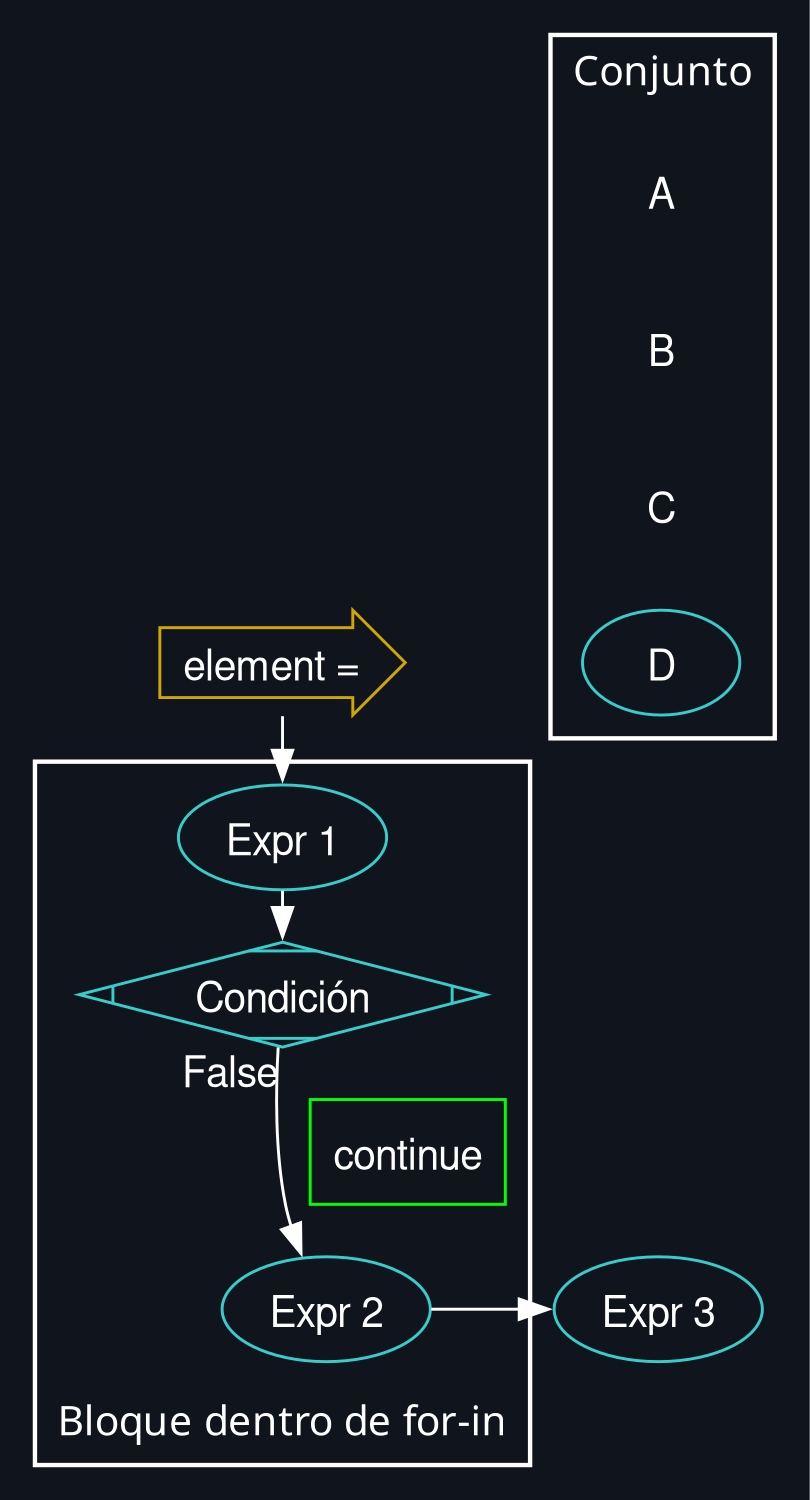 Conjunto
A
B
C
D
element =
Expr 1
Condición
False
continue
Expr 2
Expr 3
Bloque dentro de for-in